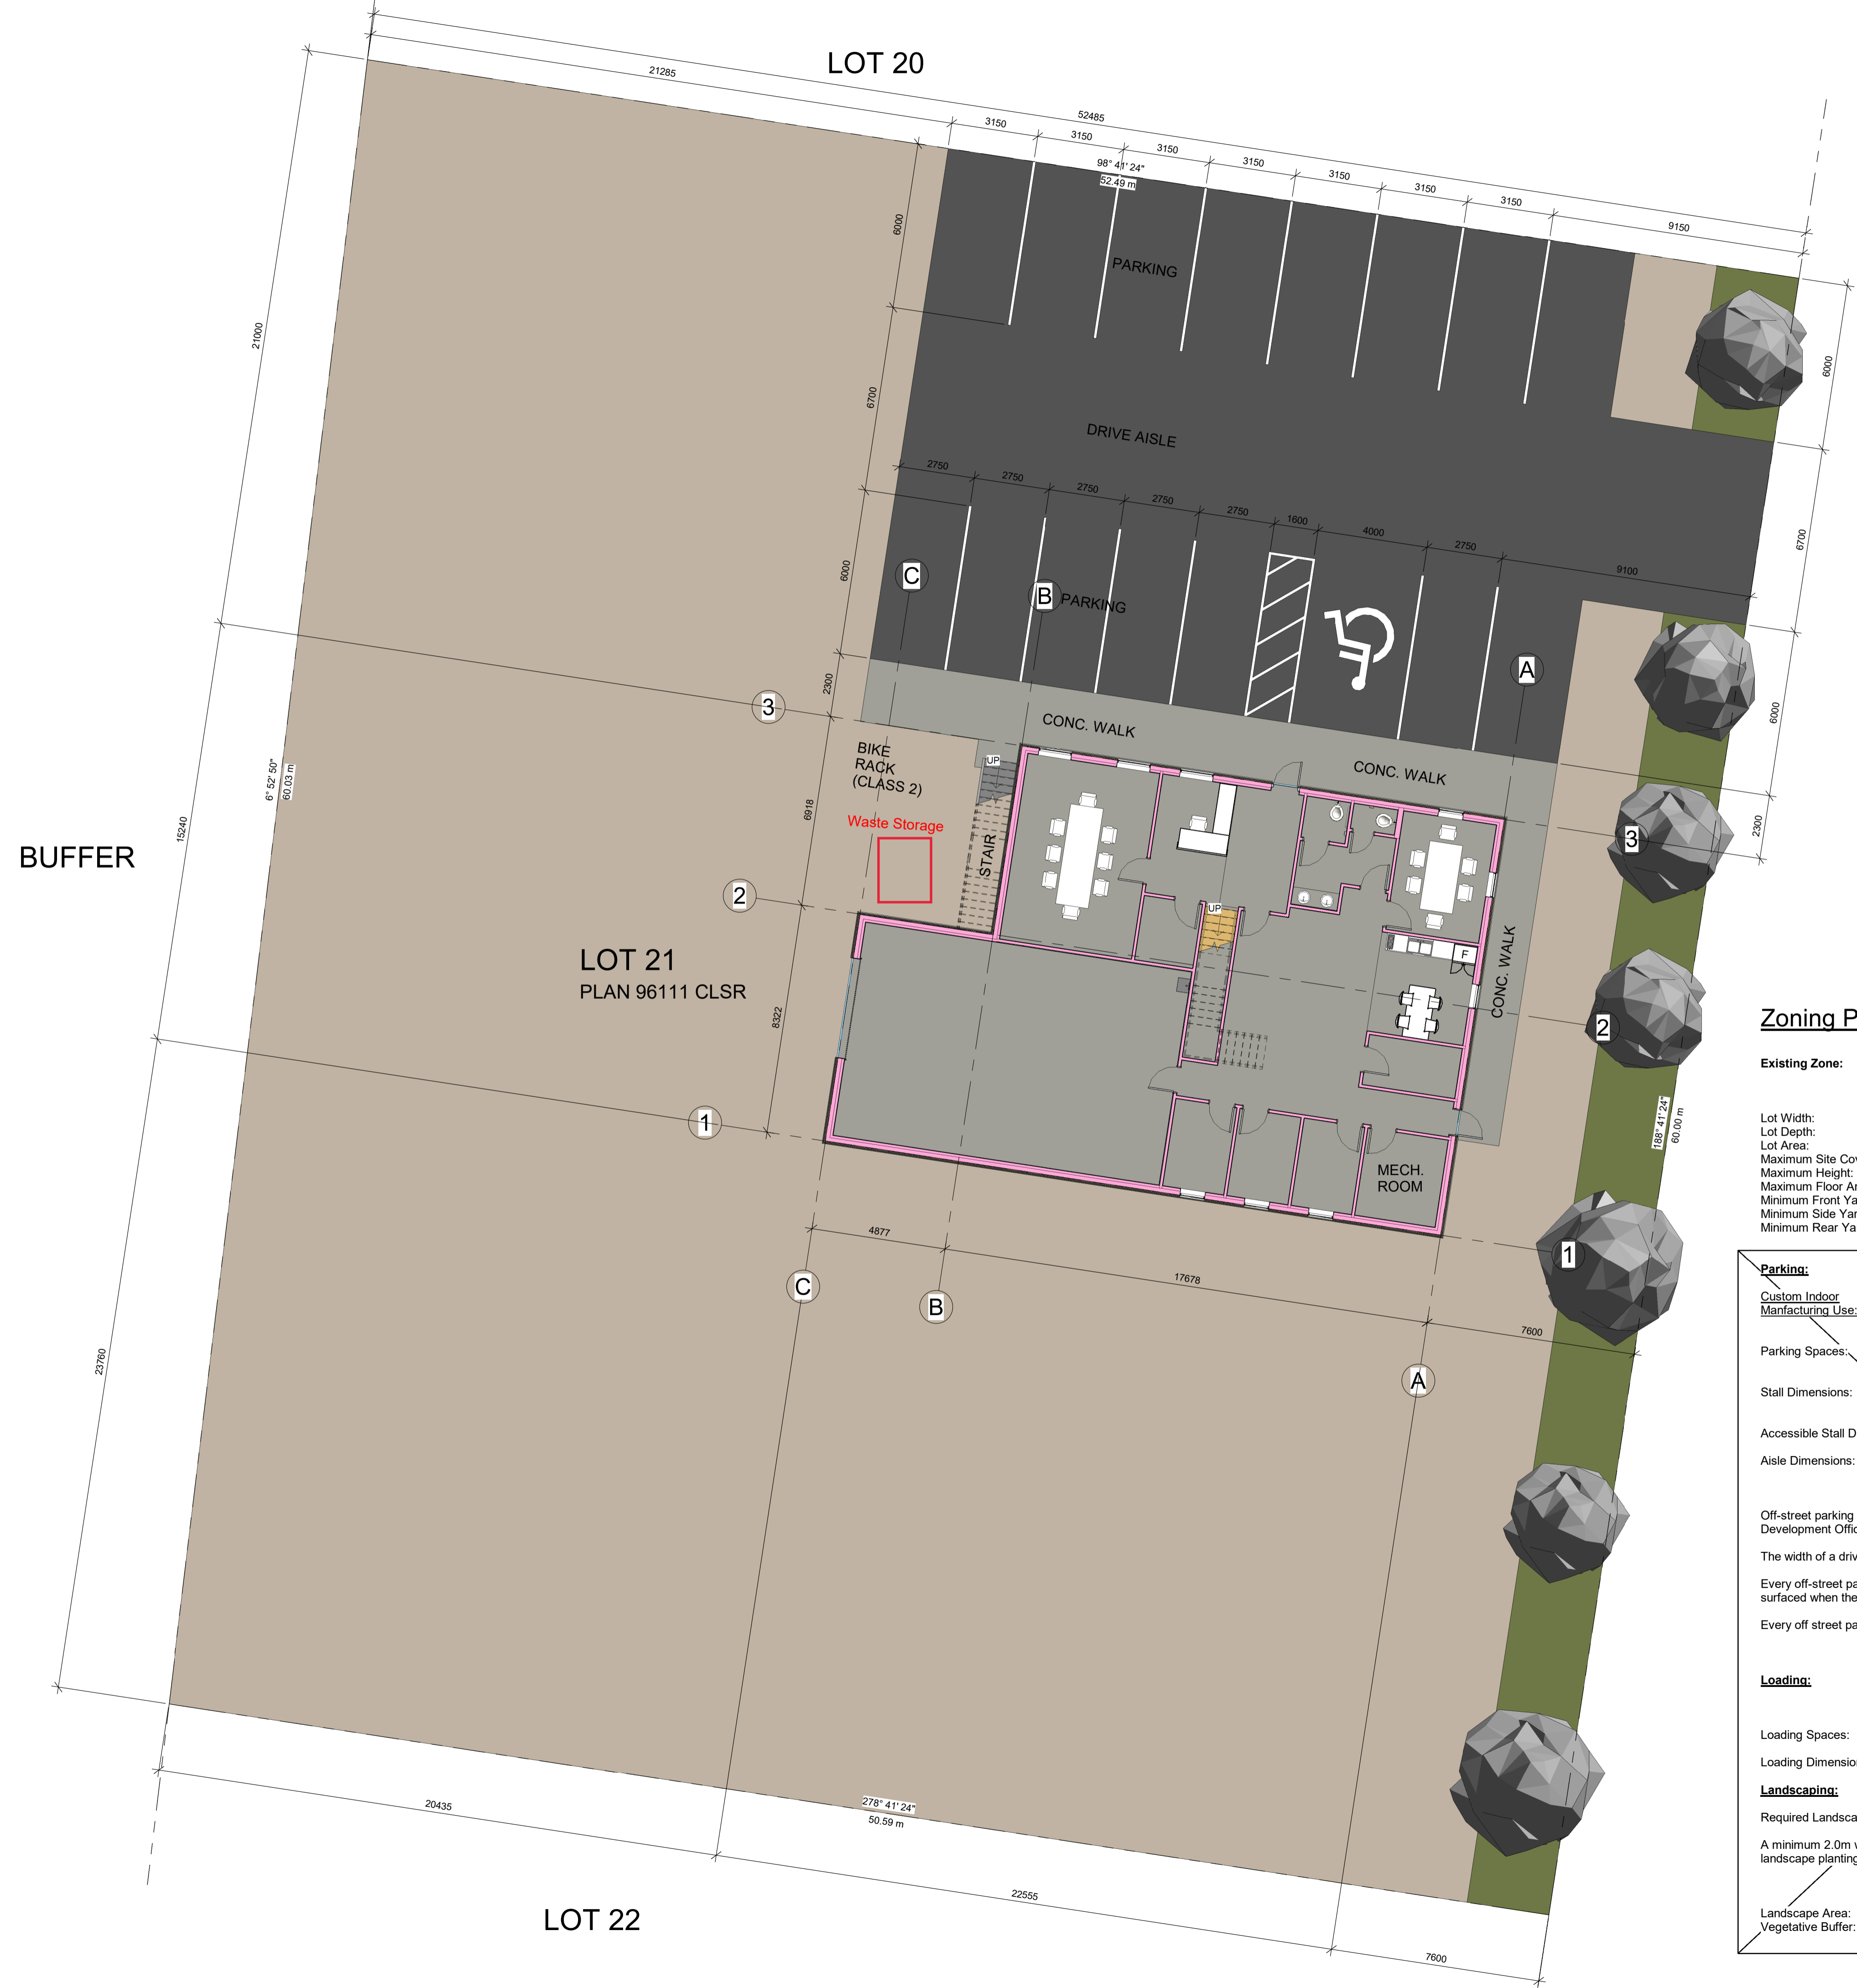 LOT 20
21285
52485
3150
3150
3150
3150
3150
3150
3150
9150
98° 41' 24"
52.49 m
6000
PARKING
21000
6000
6700
DRIVE AISLE
2750
2750
2750
2750
2750
1600
4000
2750
9100
6700
6000
C
B
PARKING
A
6000
2300
3
CONC. WALK
CONC. WALK
BIKE
RACK
(CLASS 2)
UP
6° 52' 50"
60.03 m
6918
Waste Storage
STAIR
15240
BUFFER
3
2300
2
UP
F
CONC. WALK
LOT 21
PLAN 96111 CLSR
8322
2
1
MECH.
ROOM
188° 41' 24"
60.00 m
4877
17678
7600
1
C
B
A
23760
20435
278° 41' 24"
50.59 m
22555
7600
LOT 22
Zoning P
Existing Zone:
Lot Width:
Lot Depth:
Lot Area:
Maximum Site Cov
Maximum Height:
Maximum Floor Ar
Minimum Front Ya
Minimum Side Yar
Minimum Rear Ya
Parking:
Custom Indoor
Manfacturing Use:
Parking Spaces:
Stall Dimensions:
Accessible Stall D
Aisle Dimensions:
Off-street parking
Development Offic
The width of a driv
Every off-street pa
surfaced when the
Every off street pa
Loading:
Loading Spaces:
Loading Dimension
Landscaping:
Required Landsca
A minimum 2.0m w
landscape planting
Landscape Area:
Vegetative Buffer: